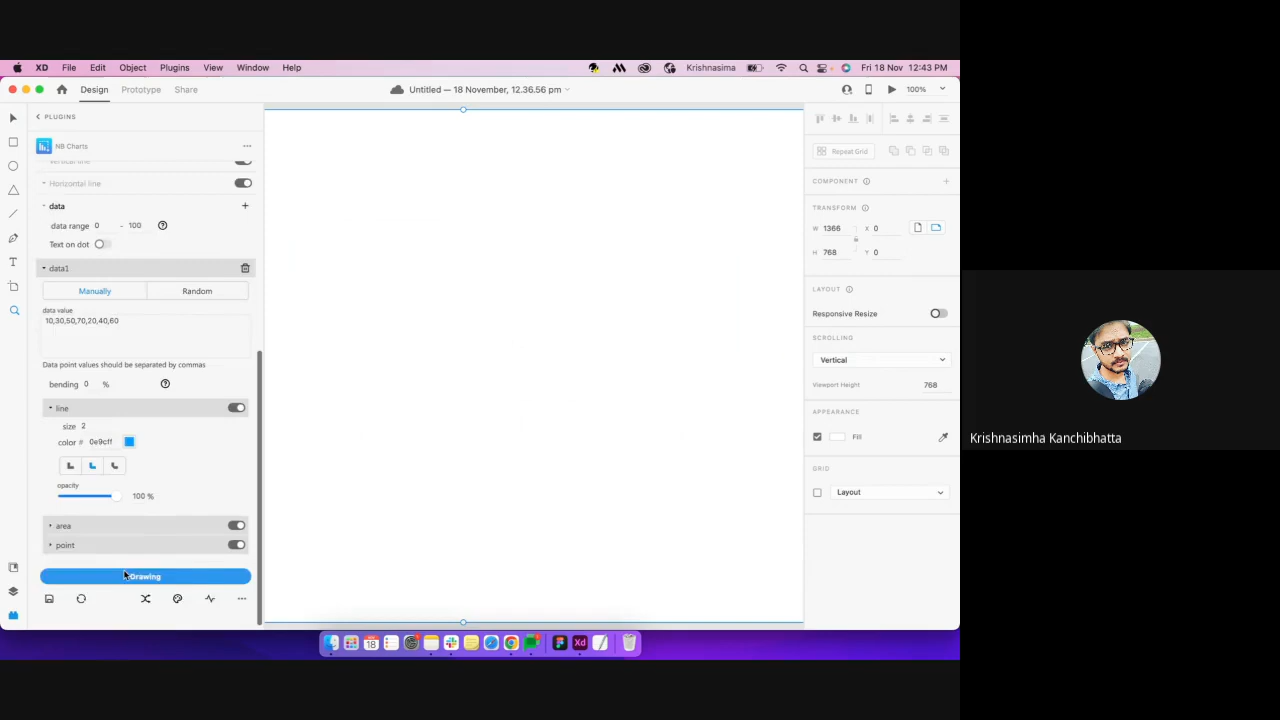 XD File Edit Object Plugins View Window Help
Krishnasima Fri 18 Nov 12:43 PM
Design Prototype Share
Untitled — 18 November, 12.36.56 pm
100%
PLUGINS
NB Charts
Vertical line
Horizontal line
data
data range 0 - 100
Text on dot
data1
Manually Random
data value
10,30,50,70,20,40,60
Data point values should be separated by commas
bending 0 %
line
size 2
color # 0e9cff
opacity
100 %
area
point
Drawing
Repeat Grid
COMPONENT
TRANSFORM
W 1366 X 0
H 768 Y 0
LAYOUT
Responsive Resize
SCROLLING
Vertical
Viewport Height 768
APPEARANCE
Fill
GRID
Layout
18
Xd
Krishnasimha Kanchibhatta